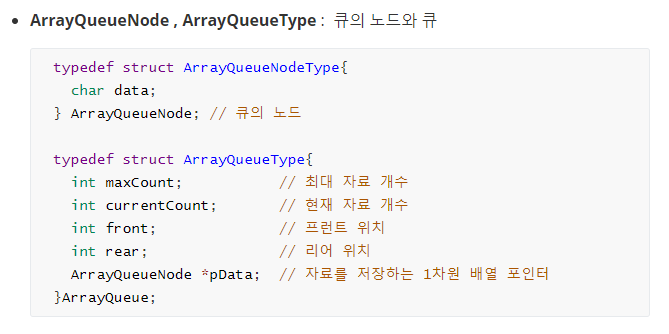 • ArrayQueueNode , ArrayQueueType : 큐의 노드와 큐
typedef struct ArrayQueueNodeType{
  char data;
} ArrayQueueNode; // 큐의 노드

typedef struct ArrayQueueType{
  int maxCount;            // 최대 자료 개수
  int currentCount;        // 현재 자료 개수
  int front;               // 프런트 위치
  int rear;                // 리어 위치
  ArrayQueueNode *pData;  // 자료를 저장하는 1차원 배열 포인터
}ArrayQueue;